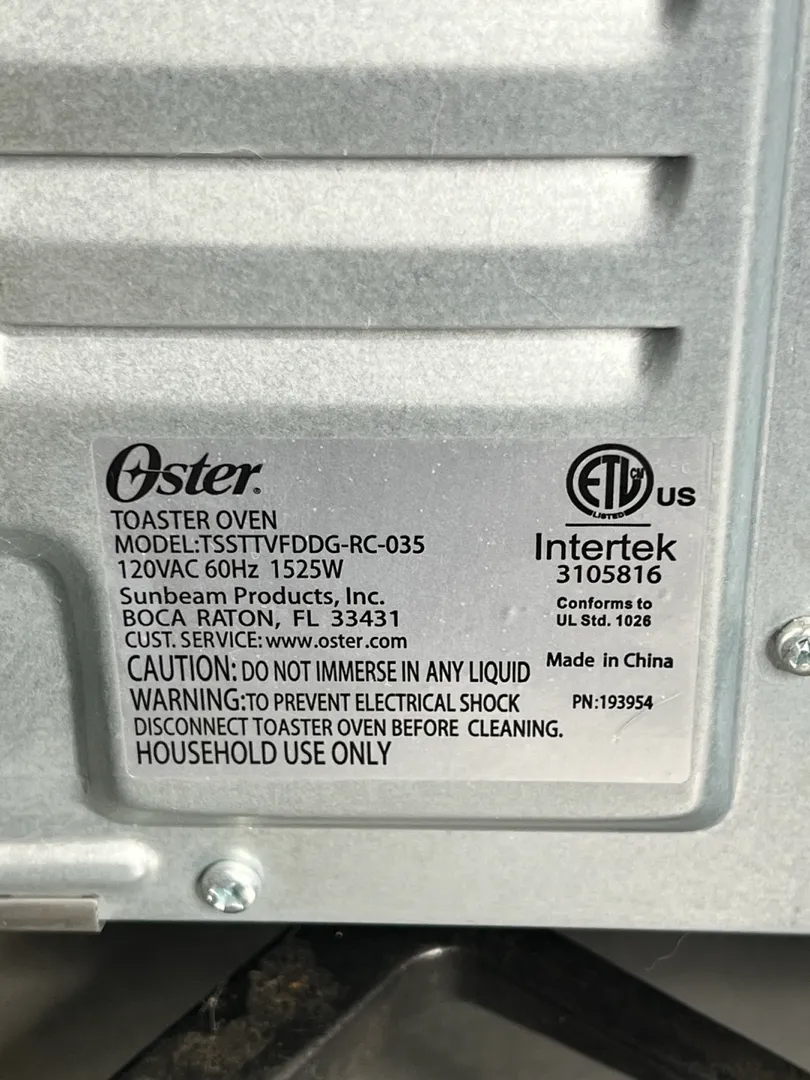 Oster®
TOASTER OVEN
MODEL:TSSTTVFDDG-RC-035
120VAC 60Hz 1525W
Sunbeam Products, Inc.
BOCA RATON, FL 33431
CUST. SERVICE: www.oster.com
CAUTION: DO NOT IMMERSE IN ANY LIQUID
WARNING:TO PREVENT ELECTRICAL SHOCK
DISCONNECT TOASTER OVEN BEFORE CLEANING.
HOUSEHOLD USE ONLY
ETL CM US
LISTED
Intertek
3105816
Conforms to
UL Std. 1026
Made in China
PN:193954